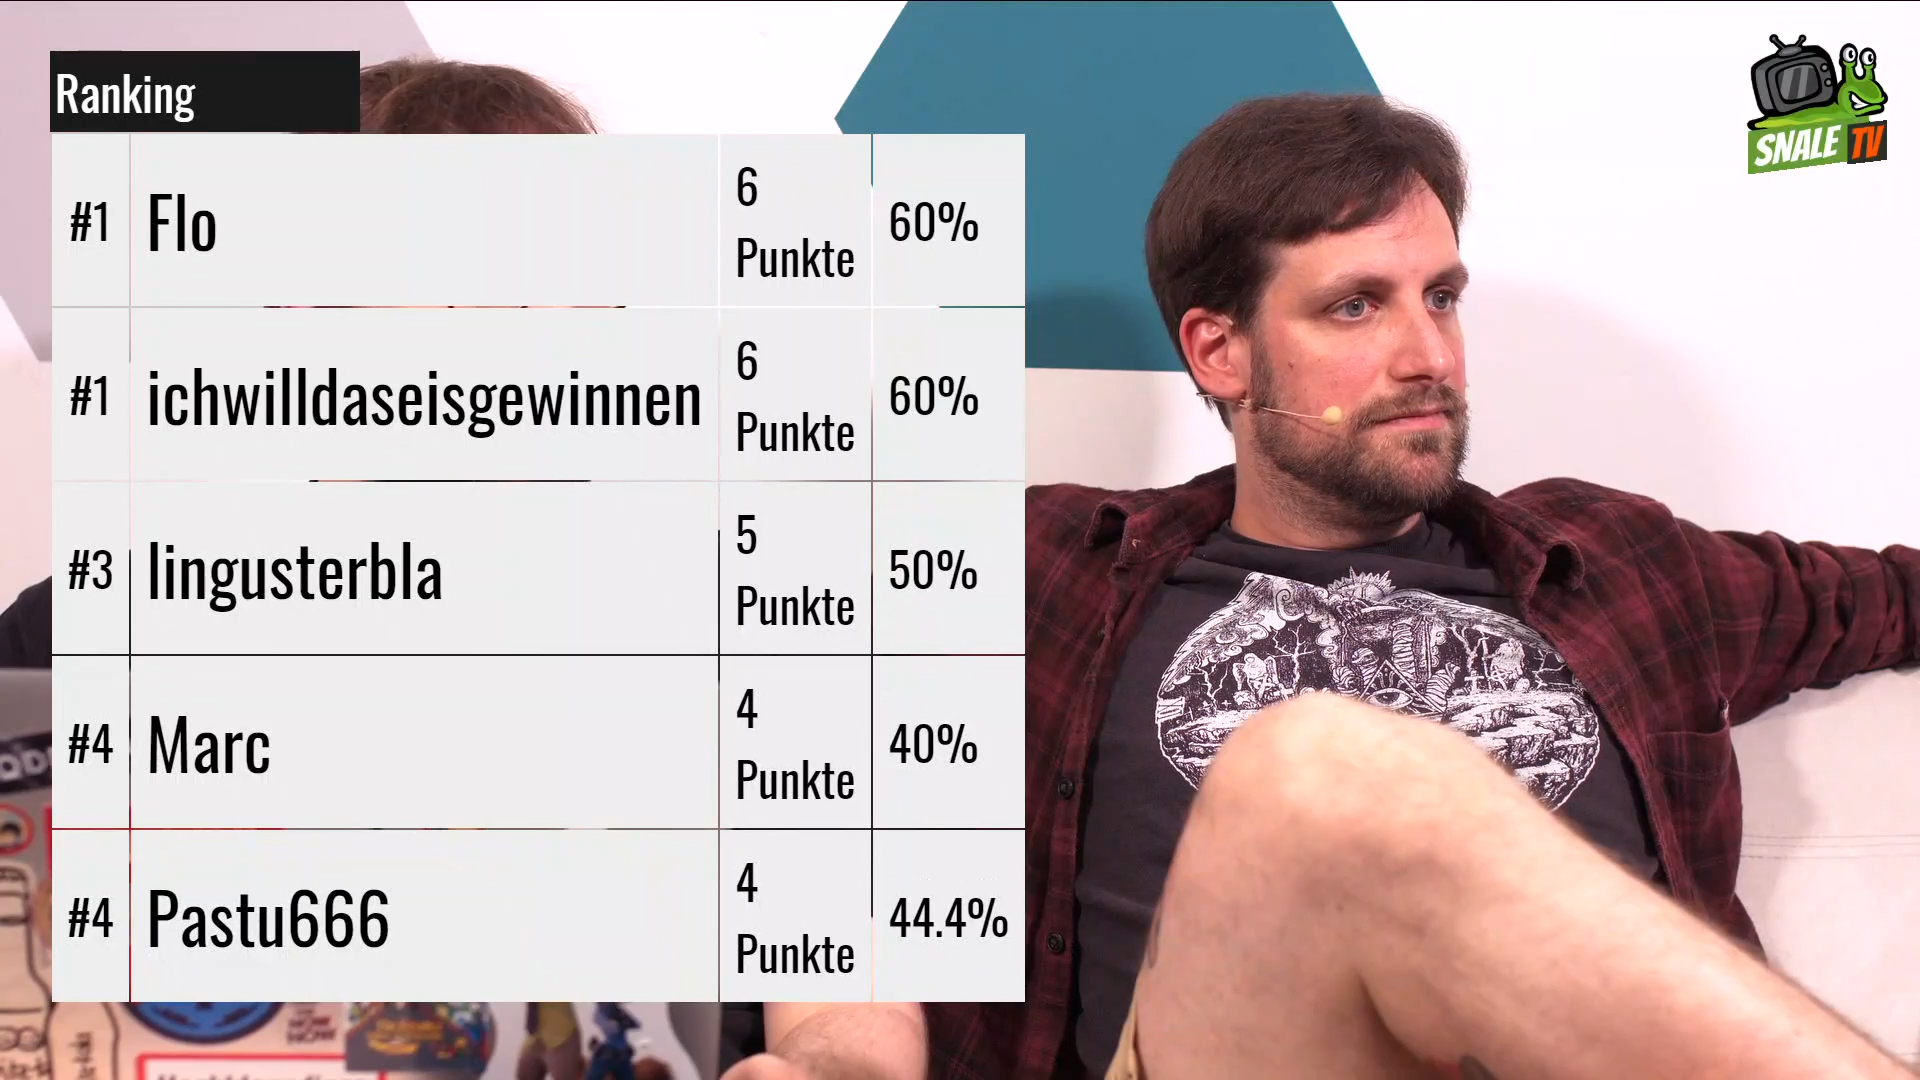 Ranking
#1 Flo 6 Punkte 60%
#1 ichwilldaseisgewinnen 6 Punkte 60%
#3 lingusterbla 5 Punkte 50%
#4 Marc 4 Punkte 40%
#4 Pastu666 4 Punkte 44.4%
SNALE TV